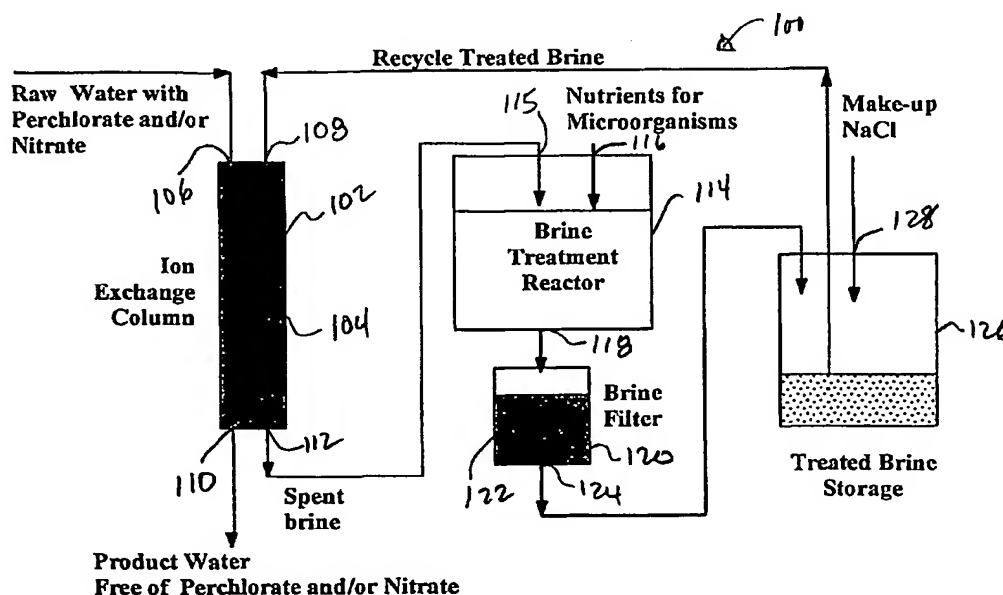 100
Recycle Treated Brine
Raw Water with
Perchlorate and/or
Nitrate
106
108
102
104
Ion
Exchange
Column
110
112
Spent
brine
Product Water
Free of Perchlorate and/or Nitrate
115
Nutrients for
Microorganisms
116
114
Brine
Treatment
Reactor
118
Brine
Filter
120
122
124
Make-up
NaCl
128
126
Treated Brine
Storage